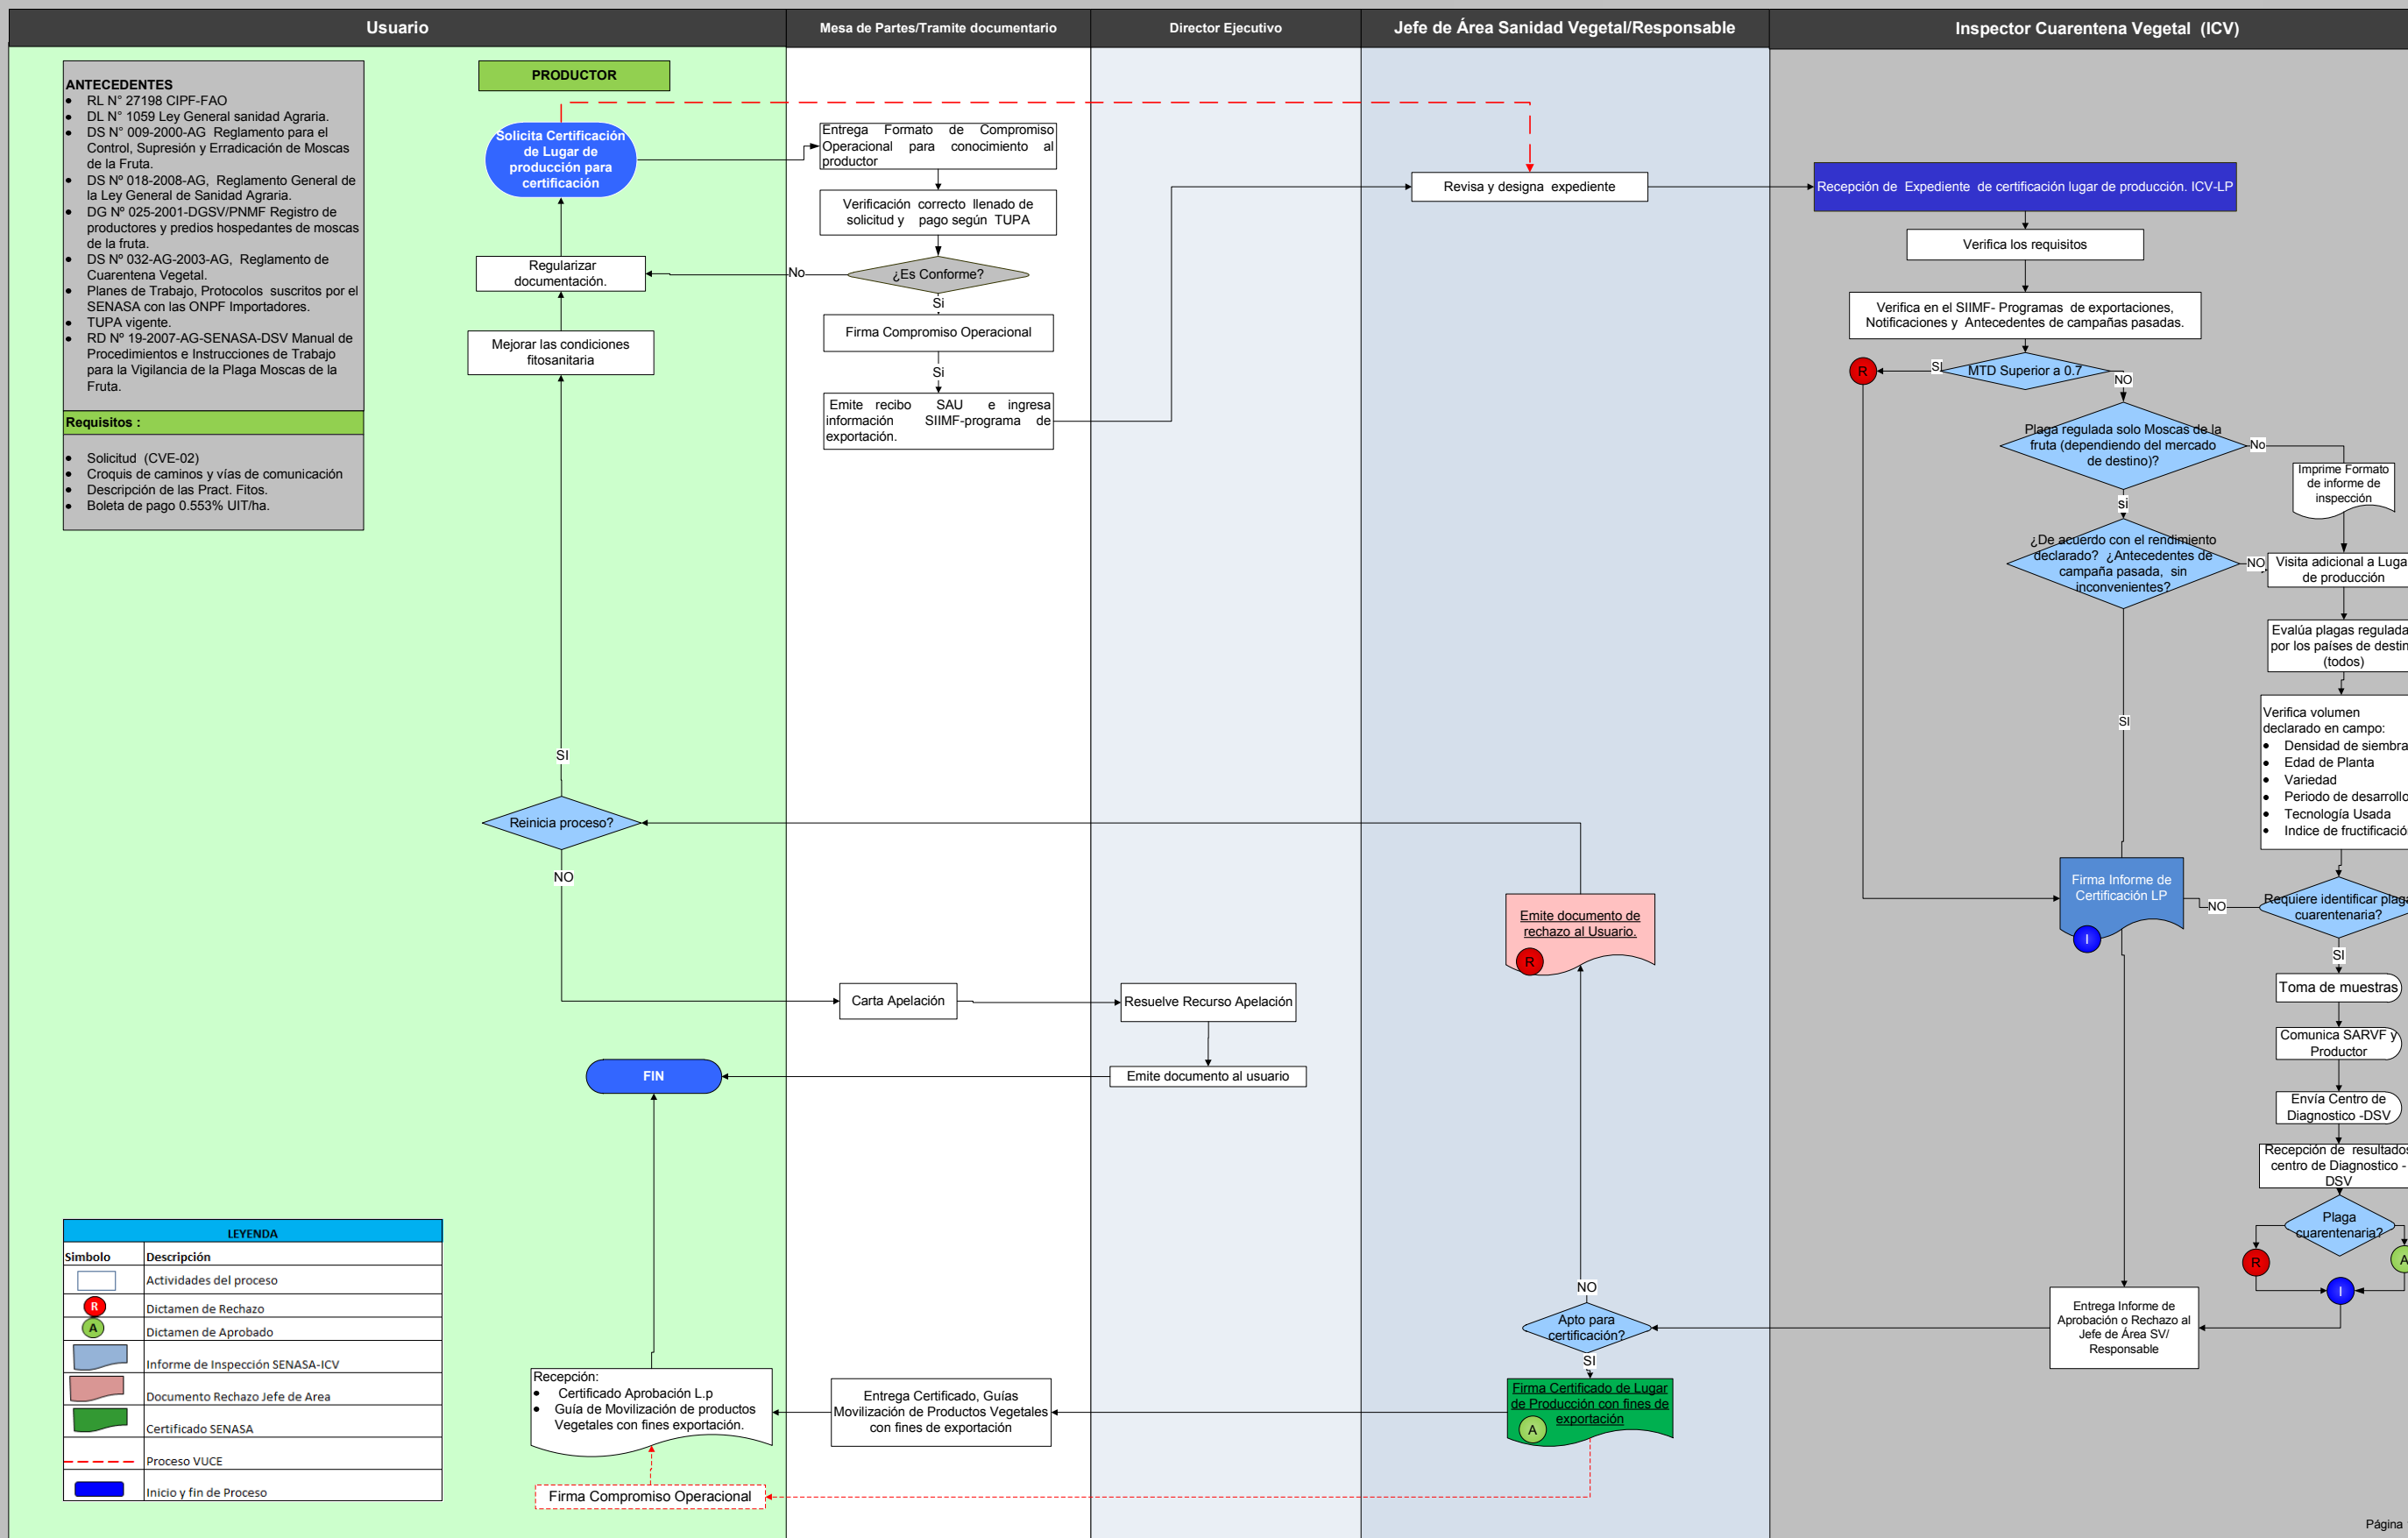 Usuario
Mesa de Partes/Tramite documentario
Director Ejecutivo
Jefe de Área Sanidad Vegetal/Responsable
Inspector Cuarentena Vegetal (ICV)
ANTECEDENTES
• RL N° 27198 CIPF-FAO
• DL N° 1059 Ley General sanidad Agraria.
• DS N° 009-2000-AG Reglamento para el
Control, Supresión y Erradicación de Moscas
de la Fruta.
• DS Nº 018-2008-AG, Reglamento General de
la Ley General de Sanidad Agraria.
• DG Nº 025-2001-DGSV/PNMF Registro de
productores y predios hospedantes de moscas
de la fruta.
• DS Nº 032-AG-2003-AG, Reglamento de
Cuarentena Vegetal.
• Planes de Trabajo, Protocolos suscritos por el
SENASA con las ONPF Importadores.
• TUPA vigente.
• RD Nº 19-2007-AG-SENASA-DSV Manual de
Procedimientos e Instrucciones de Trabajo
para la Vigilancia de la Plaga Moscas de la
Fruta.
Requisitos :
• Solicitud (CVE-02)
• Croquis de caminos y vías de comunicación
• Descripción de las Pract. Fitos.
• Boleta de pago 0.553% UIT/ha.
PRODUCTOR
Solicita Certificación
de Lugar de
producción para
certificación
Regularizar
documentación.
Mejorar las condiciones
fitosanitaria
SI
Reinicia proceso?
NO
FIN
Recepción:
• Certificado Aprobación L.p
• Guía de Movilización de productos
Vegetales con fines exportación.
Firma Compromiso Operacional
LEYENDA
Simbolo Descripción
Actividades del proceso
R Dictamen de Rechazo
A Dictamen de Aprobado
Informe de Inspección SENASA-ICV
Documento Rechazo Jefe de Area
Certificado SENASA
Proceso VUCE
Inicio y fin de Proceso
Entrega Formato de Compromiso
Operacional para conocimiento al
productor
Verificación correcto llenado de
solicitud y pago según TUPA
No
¿Es Conforme?
Si
Firma Compromiso Operacional
Si
Emite recibo SAU e ingresa
información SIIMF-programa de
exportación.
Carta Apelación
Entrega Certificado, Guías
Movilización de Productos Vegetales
con fines de exportación
Resuelve Recurso Apelación
Emite documento al usuario
Revisa y designa expediente
Emite documento de
rechazo al Usuario.
R
NO
Apto para
certificación?
SI
Firma Certificado de Lugar
de Producción con fines de
exportación
A
Recepción de Expediente de certificación lugar de producción. ICV-LP
Verifica los requisitos
Verifica en el SIIMF- Programas de exportaciones,
Notificaciones y Antecedentes de campañas pasadas.
R
SI
MTD Superior a 0.7
NO
Plaga regulada solo Moscas de la
fruta (dependiendo del mercado
de destino)?
No
si
Imprime Formato
de informe de
inspección
¿De acuerdo con el rendimiento
declarado? ¿Antecedentes de
campaña pasada, sin
inconvenientes?
NO
SI
Visita adicional a Luga
de producción
Evalúa plagas regulada
por los países de destin
(todos)
Verifica volumen
declarado en campo:
• Densidad de siembra
• Edad de Planta
• Variedad
• Periodo de desarrollo
• Tecnología Usada
• Indice de fructificació
Firma Informe de
Certificación LP
I
NO
Requiere identificar plaga
cuarentenaria?
SI
Toma de muestras
Comunica SARVF y
Productor
Envía Centro de
Diagnostico -DSV
Recepción de resultados
centro de Diagnostico -
DSV
Plaga
cuarentenaria?
R
A
I
Entrega Informe de
Aprobación o Rechazo al
Jefe de Área SV/
Responsable
Página